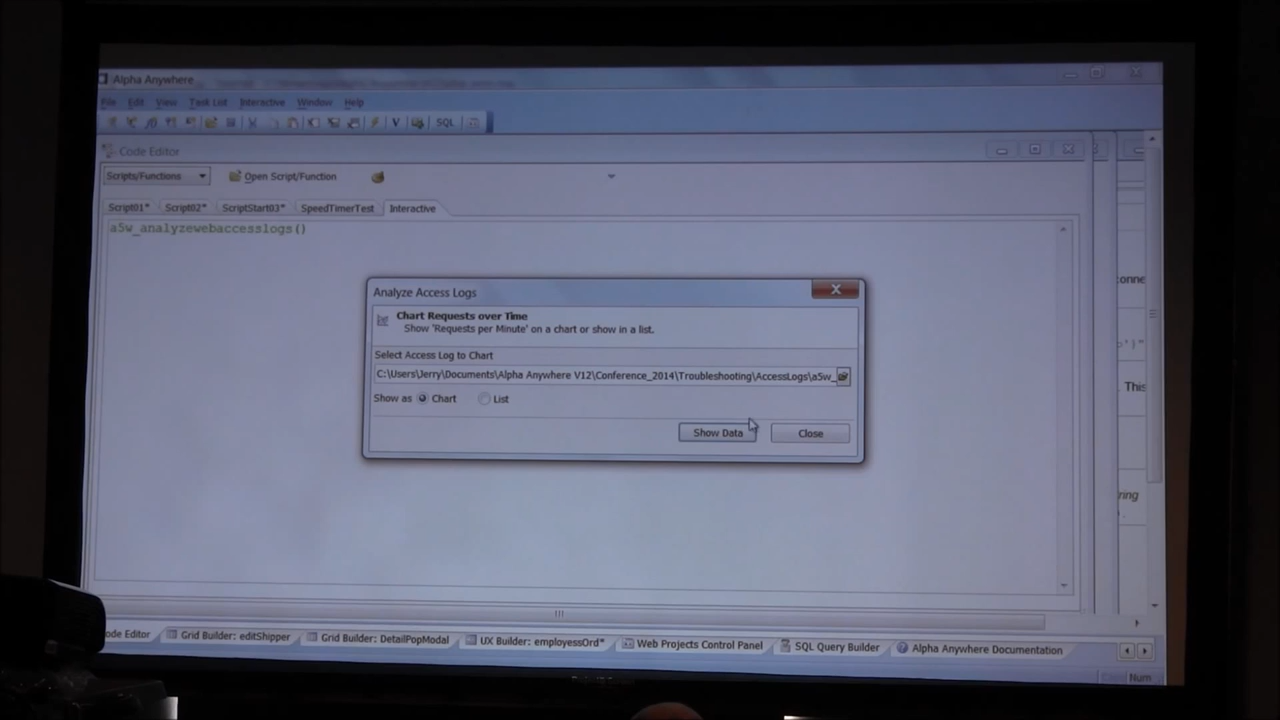 Alpha Anywhere
File Edit View Task List Interactive Window Help
V SQL
Code Editor
Scripts/Functions Open Script/Function
Script01* Script02* ScriptStart03* SpeedTimerTest Interactive
a5w_analyzewebaccesslogs()
Analyze Access Logs
Chart Requests over Time
Show 'Requests per Minute' on a chart or show in a list.
Select Access Log to Chart
C:\Users\Jerry\Documents\Alpha Anywhere V12\Conference_2014\Troubleshooting\AccessLogs\a5w_
Show as Chart List
Show Data Close
onne
')"
This
ring
ode Editor Grid Builder: editShipper Grid Builder: DetailPopModal UX Builder: employessOrd* Web Projects Control Panel SQL Query Builder Alpha Anywhere Documentation
Num